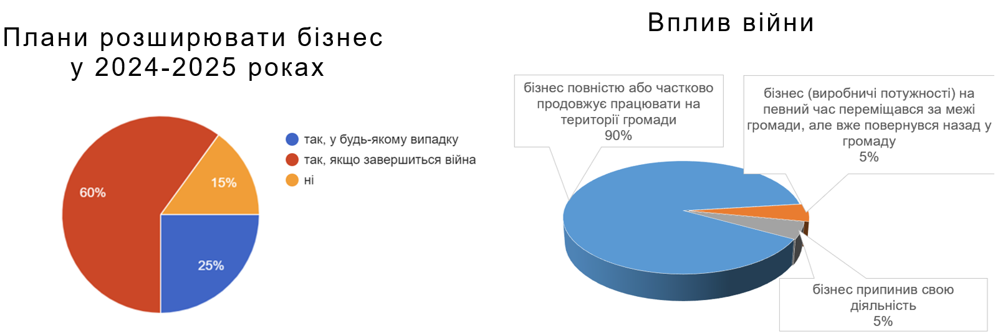 Плани розширювати бізнес
у 2024-2025 роках
60%
15%
25%
так, у будь-якому випадку
так, якщо завершиться війна
ні
Вплив війни
бізнес повністю або частково
продовжує працювати на
території громади
90%
бізнес (виробничі потужності) на
певний час переміщався за межі
громади, але вже повернувся назад у
громаду
5%
бізнес припинив свою
діяльність
5%